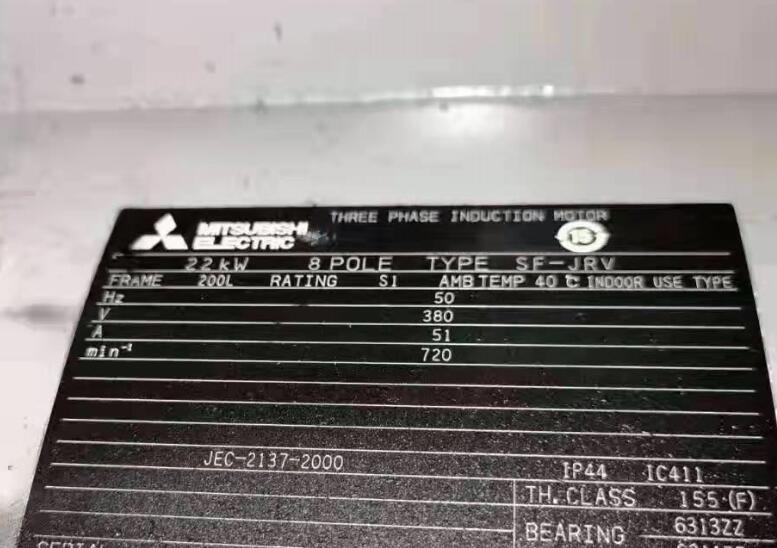 THREE PHASE INDUCTION MOTOR
MITSUBISHI
ELECTRIC
15
22kW 8 POLE TYPE SF-JRV
FRAME 200L RATING S1 AMB TEMP 40℃ INDOOR USE TYPE
Hz 50
V 380
A 51
min⁻¹ 720
JEC-2137-2000
IP44 IC411
TH.CLASS 155(F)
BEARING 6313ZZ
SERIAL